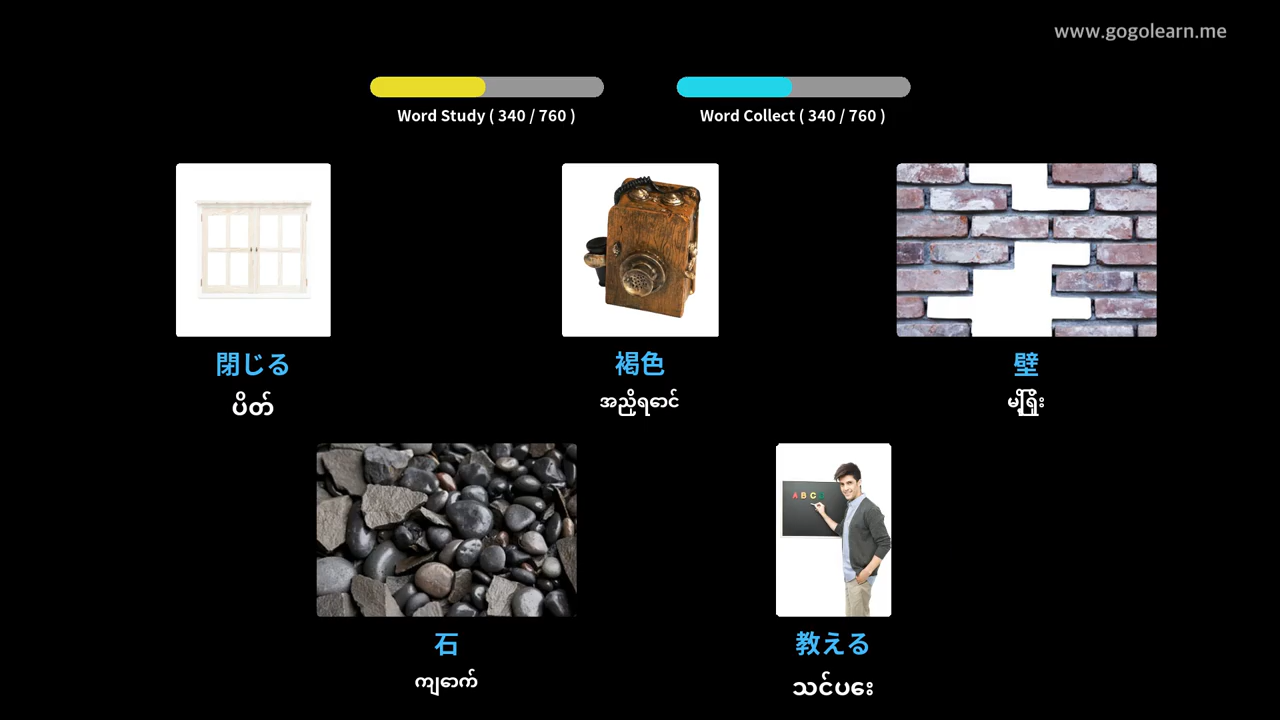 www.gogolearn.me
Word Study ( 340 / 760 )
Word Collect ( 340 / 760 )
閉じる
褐色
壁
ပိတ်
အညိုရောင်
မျိုရိုး
石
教える
ကျောက်
သင်ပေး